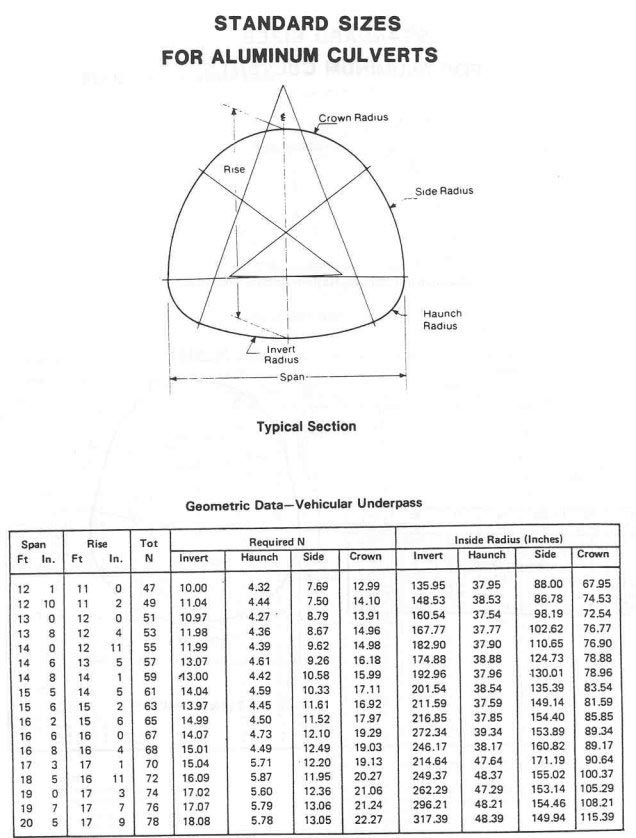 STANDARD SIZES
FOR ALUMINUM CULVERTS
Crown Radius
Rise
Side Radius
Haunch
Radius
Invert
Radius
Span
Typical Section
Geometric Data—Vehicular Underpass
Span Rise Tot Required N Inside Radius (Inches)
Ft In. Ft In. N Invert Haunch Side Crown Invert Haunch Side Crown
12 1 11 0 47 10.00 4.32 7.69 12.99 135.95 37.95 88.00 67.95
12 10 11 2 49 11.04 4.44 7.50 14.10 148.53 38.53 86.78 74.53
13 0 12 0 51 10.97 4.27 8.79 13.91 160.54 37.54 98.19 72.54
13 8 12 4 53 11.98 4.36 8.67 14.96 167.77 37.77 102.62 76.77
14 0 12 11 55 11.99 4.39 9.62 14.98 182.90 37.90 110.65 76.90
14 6 13 5 57 13.07 4.61 9.26 16.18 174.88 38.88 124.73 78.88
14 8 14 1 59 13.00 4.42 10.58 15.99 192.96 37.96 130.01 78.96
15 5 14 5 61 14.04 4.59 10.33 17.11 201.54 38.54 135.39 83.54
15 6 15 2 63 13.97 4.45 11.61 16.92 211.59 37.59 149.14 81.59
16 2 15 6 65 14.99 4.50 11.52 17.97 216.85 37.85 154.40 85.85
16 6 16 0 67 14.07 4.73 12.10 19.29 272.34 39.34 153.89 89.34
16 8 16 4 68 15.01 4.49 12.49 19.03 246.17 38.17 160.82 89.17
17 3 17 1 70 15.04 5.71 12.20 19.13 214.64 47.64 171.19 90.64
18 5 16 11 72 16.09 5.87 11.95 20.27 249.37 48.37 155.02 100.37
19 0 17 3 74 17.02 5.60 12.36 21.06 262.29 47.29 153.14 105.29
19 7 17 7 76 17.07 5.79 13.06 21.24 296.21 48.21 154.46 108.21
20 5 17 9 78 18.08 5.78 13.05 22.27 317.39 48.39 149.94 115.39